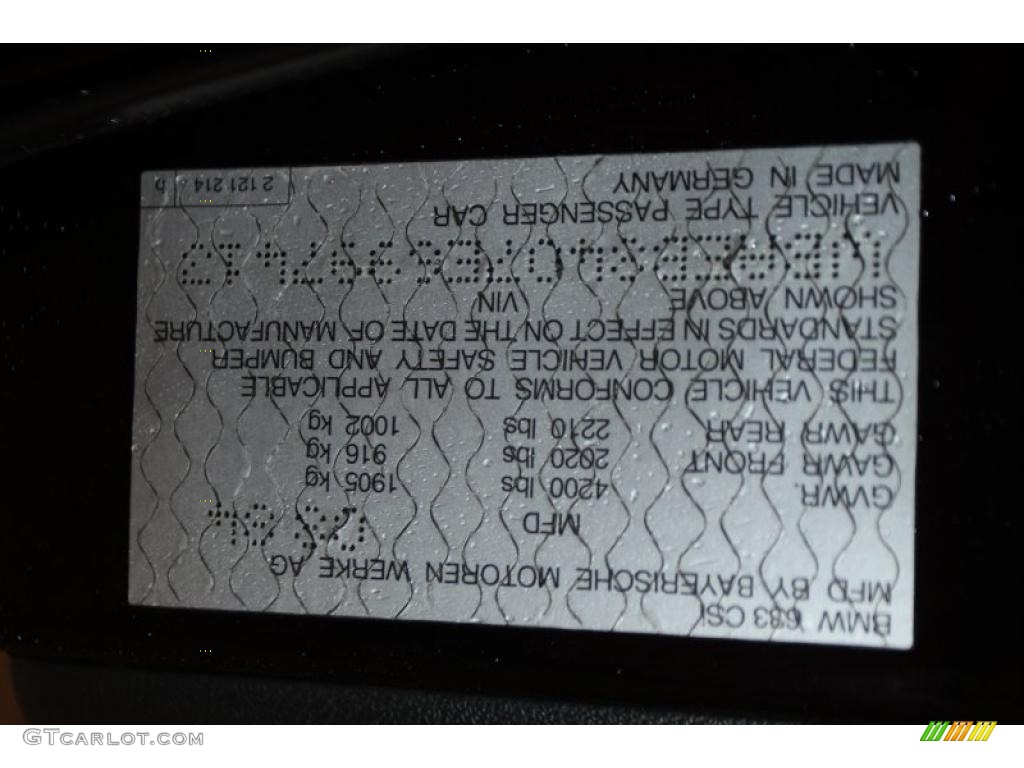 BMW 633 CSi
MFD BY BAYERISCHE MOTOREN WERKE AG
MFD 84
GVWR. 4200 lbs 1905 kg
GAWR FRONT 2020 lbs 916 kg
GAWR REAR 2210 lbs 1002 kg
THIS VEHICLE CONFORMS TO ALL APPLICABLE
FEDERAL MOTOR VEHICLE SAFETY AND BUMPER
STANDARDS IN EFFECT ON THE DATE OF MANUFACTURE
SHOWN ABOVE VIN
VEHICLE TYPE PASSENGER CAR
MADE IN GERMANY
2 121 214 b
GTCARLOT.COM